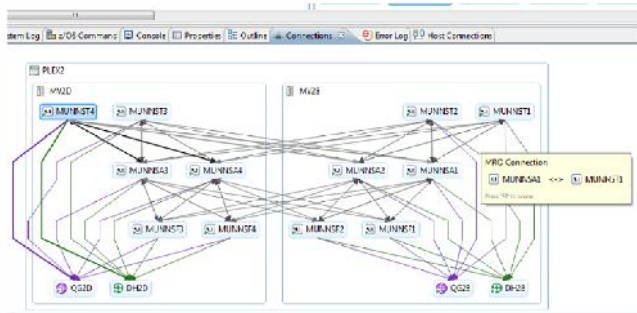 stem Log z/OS Commans Console Properties Outline Connections Error Log Host Connections
PLEX2
MV2D MV28
MUNNST4 MUNNST3 MUNNST2 MUNNST1
MUNNSA3 MUNNSA4 MUNNSA2 MUNNSA1
MRO Connection
MUNNSA1 <-> MUNNST1
MUNNSF3 MUNNSF4 MUNNSF2 MUNNSF1
QG2D DH2D QG28 DH28